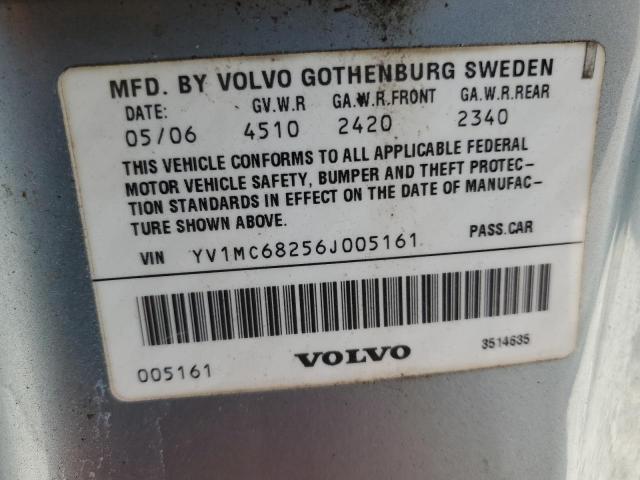 MFD. BY VOLVO GOTHENBURG SWEDEN
DATE: GV.W.R GA.W.R.FRONT GA.W.R.REAR
05/06 4510 2420 2340
THIS VEHICLE CONFORMS TO ALL APPLICABLE FEDERAL
MOTOR VEHICLE SAFETY, BUMPER AND THEFT PROTEC-
TION STANDARDS IN EFFECT ON THE DATE OF MANUFAC-
TURE SHOWN ABOVE.
VIN YV1MC68256J005161 PASS.CAR
005161 VOLVO 3514635